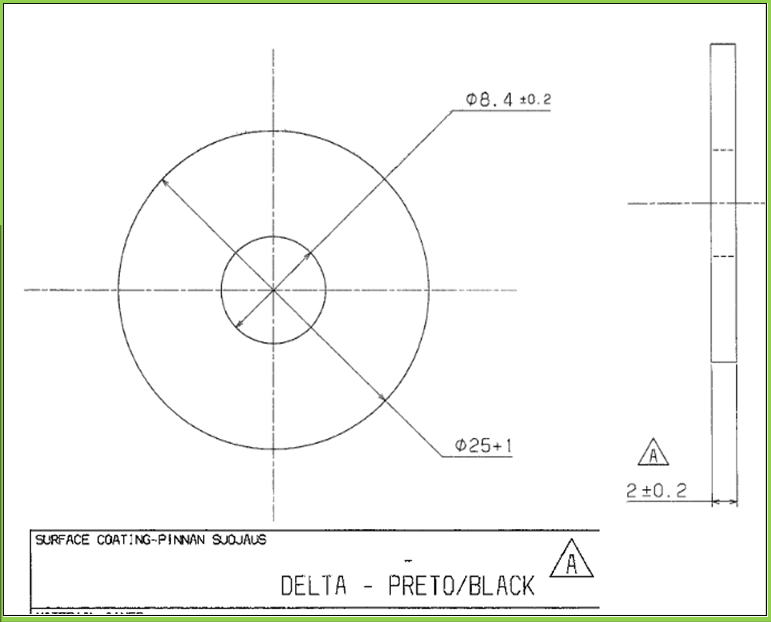 Φ8.4 ±0.2
Φ25+1
A
2±0.2
SURFACE COATING-PINNAN SUOJAUS
A
DELTA - PRETO/BLACK